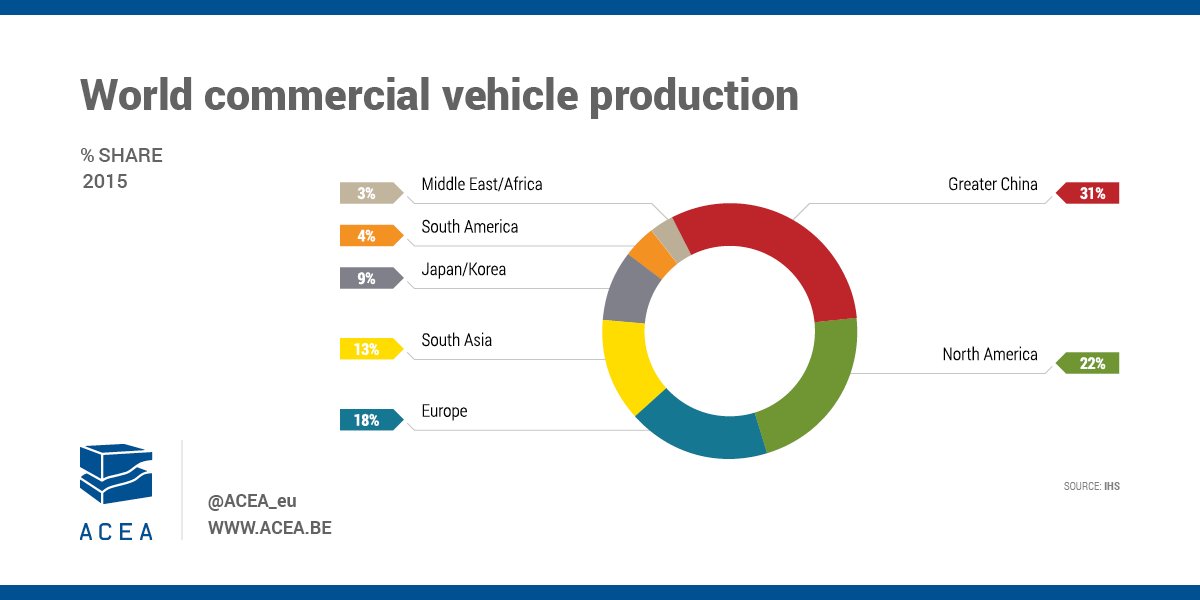 World commercial vehicle production
% SHARE
2015
3% Middle East/Africa
4% South America
9% Japan/Korea
13% South Asia
18% Europe
Greater China 31%
North America 22%
SOURCE: IHS
ACEA
@ACEA_eu
WWW.ACEA.BE